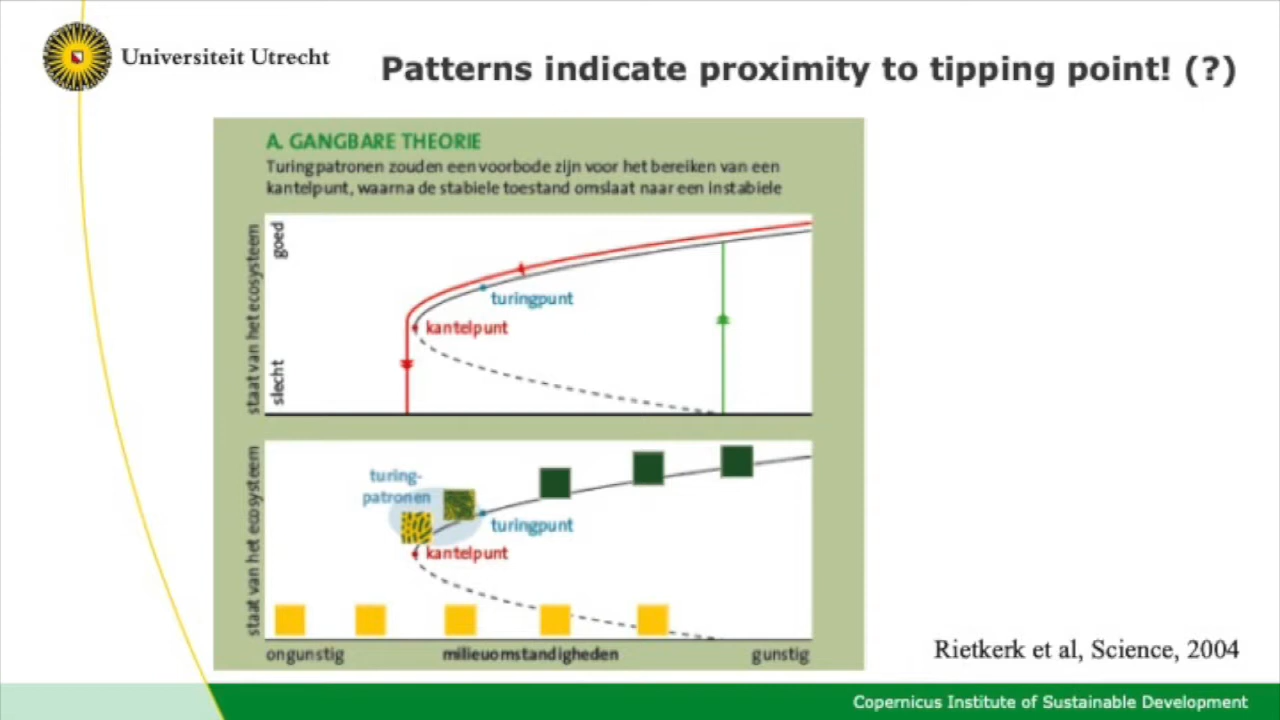 Universiteit Utrecht
Patterns indicate proximity to tipping point! (?)
A. GANGBARE THEORIE
Turingpatronen zouden een voorbode zijn voor het bereiken van een
kantelpunt, waarna de stabiele toestand omslaat naar een instabiele
staat van het ecosysteem
goed
slecht
turingpunt
kantelpunt
staat van het ecosysteem
turing-
patronen
turingpunt
kantelpunt
ongunstig
milieuomstandigheden
gunstig
Rietkerk et al, Science, 2004
Copernicus Institute of Sustainable Development